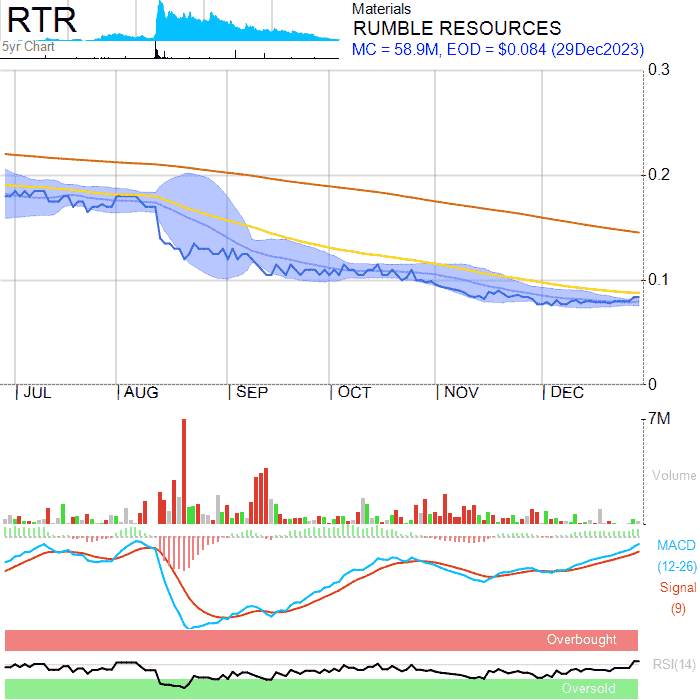 RTR
5yr Chart
Materials
RUMBLE RESOURCES
MC = 58.9M, EOD = $0.084 (29Dec2023)
0.3
0.2
0.1
0
JUL AUG SEP OCT NOV DEC
7M
Volume
MACD
(12-26)
Signal
(9)
Overbought
RSI(14)
Oversold